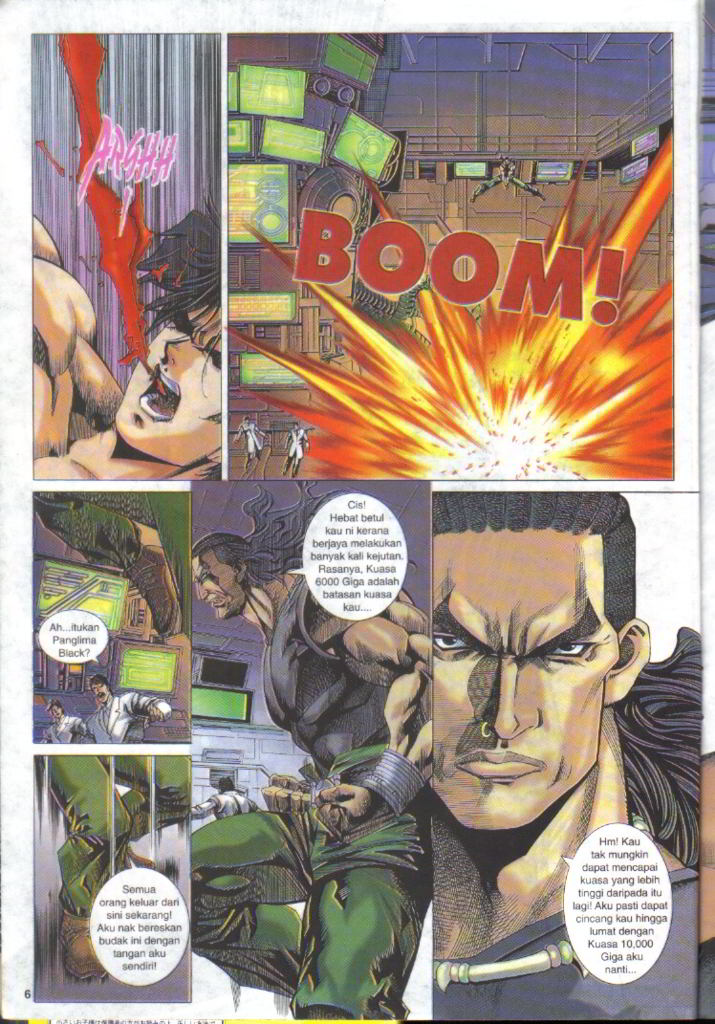 ARGHH
!
BOOM!
Ah...itukan
Panglima
Black?
Cis!
Hebat betul
kau ni kerana
berjaya melakukan
banyak kali kejutan.
Rasanya, Kuasa
6000 Giga adalah
batasan kuasa
kau....
Semua
orang keluar dari
sini sekarang!
Aku nak bereskan
budak ini dengan
tangan aku
sendiri!
Hm! Kau
tak mungkin
dapat mencapai
kuasa yang lebih
tinggi daripada itu
lagi! Aku pasti dapat
cincang kau hingga
lumat dengan
Kuasa 10,000
Giga aku
nanti...
6